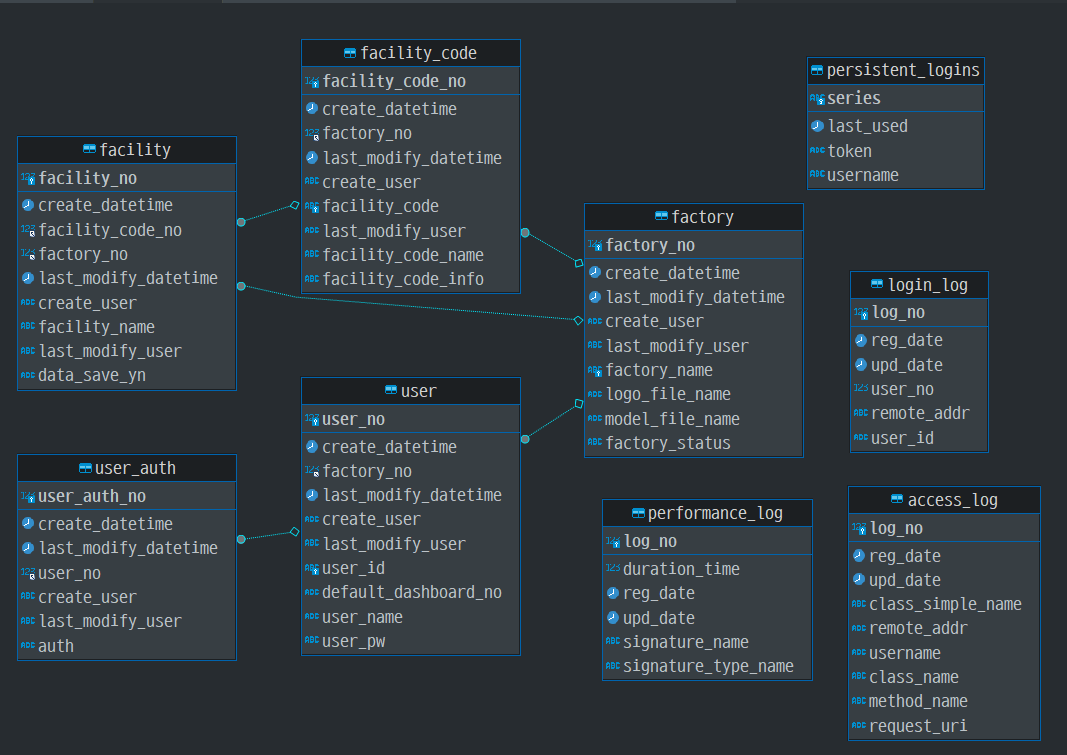 facility_code
facility_code_no
create_datetime
factory_no
last_modify_datetime
create_user
facility_code
last_modify_user
facility_code_name
facility_code_info
persistent_logins
series
last_used
token
username
facility
facility_no
create_datetime
facility_code_no
factory_no
last_modify_datetime
create_user
facility_name
last_modify_user
data_save_yn
factory
factory_no
create_datetime
last_modify_datetime
create_user
last_modify_user
factory_name
logo_file_name
model_file_name
factory_status
login_log
log_no
reg_date
upd_date
user_no
remote_addr
user_id
user
user_no
create_datetime
factory_no
last_modify_datetime
create_user
last_modify_user
user_id
default_dashboard_no
user_name
user_pw
user_auth
user_auth_no
create_datetime
last_modify_datetime
user_no
create_user
last_modify_user
auth
performance_log
log_no
duration_time
reg_date
upd_date
signature_name
signature_type_name
access_log
log_no
reg_date
upd_date
class_simple_name
remote_addr
username
class_name
method_name
request_uri